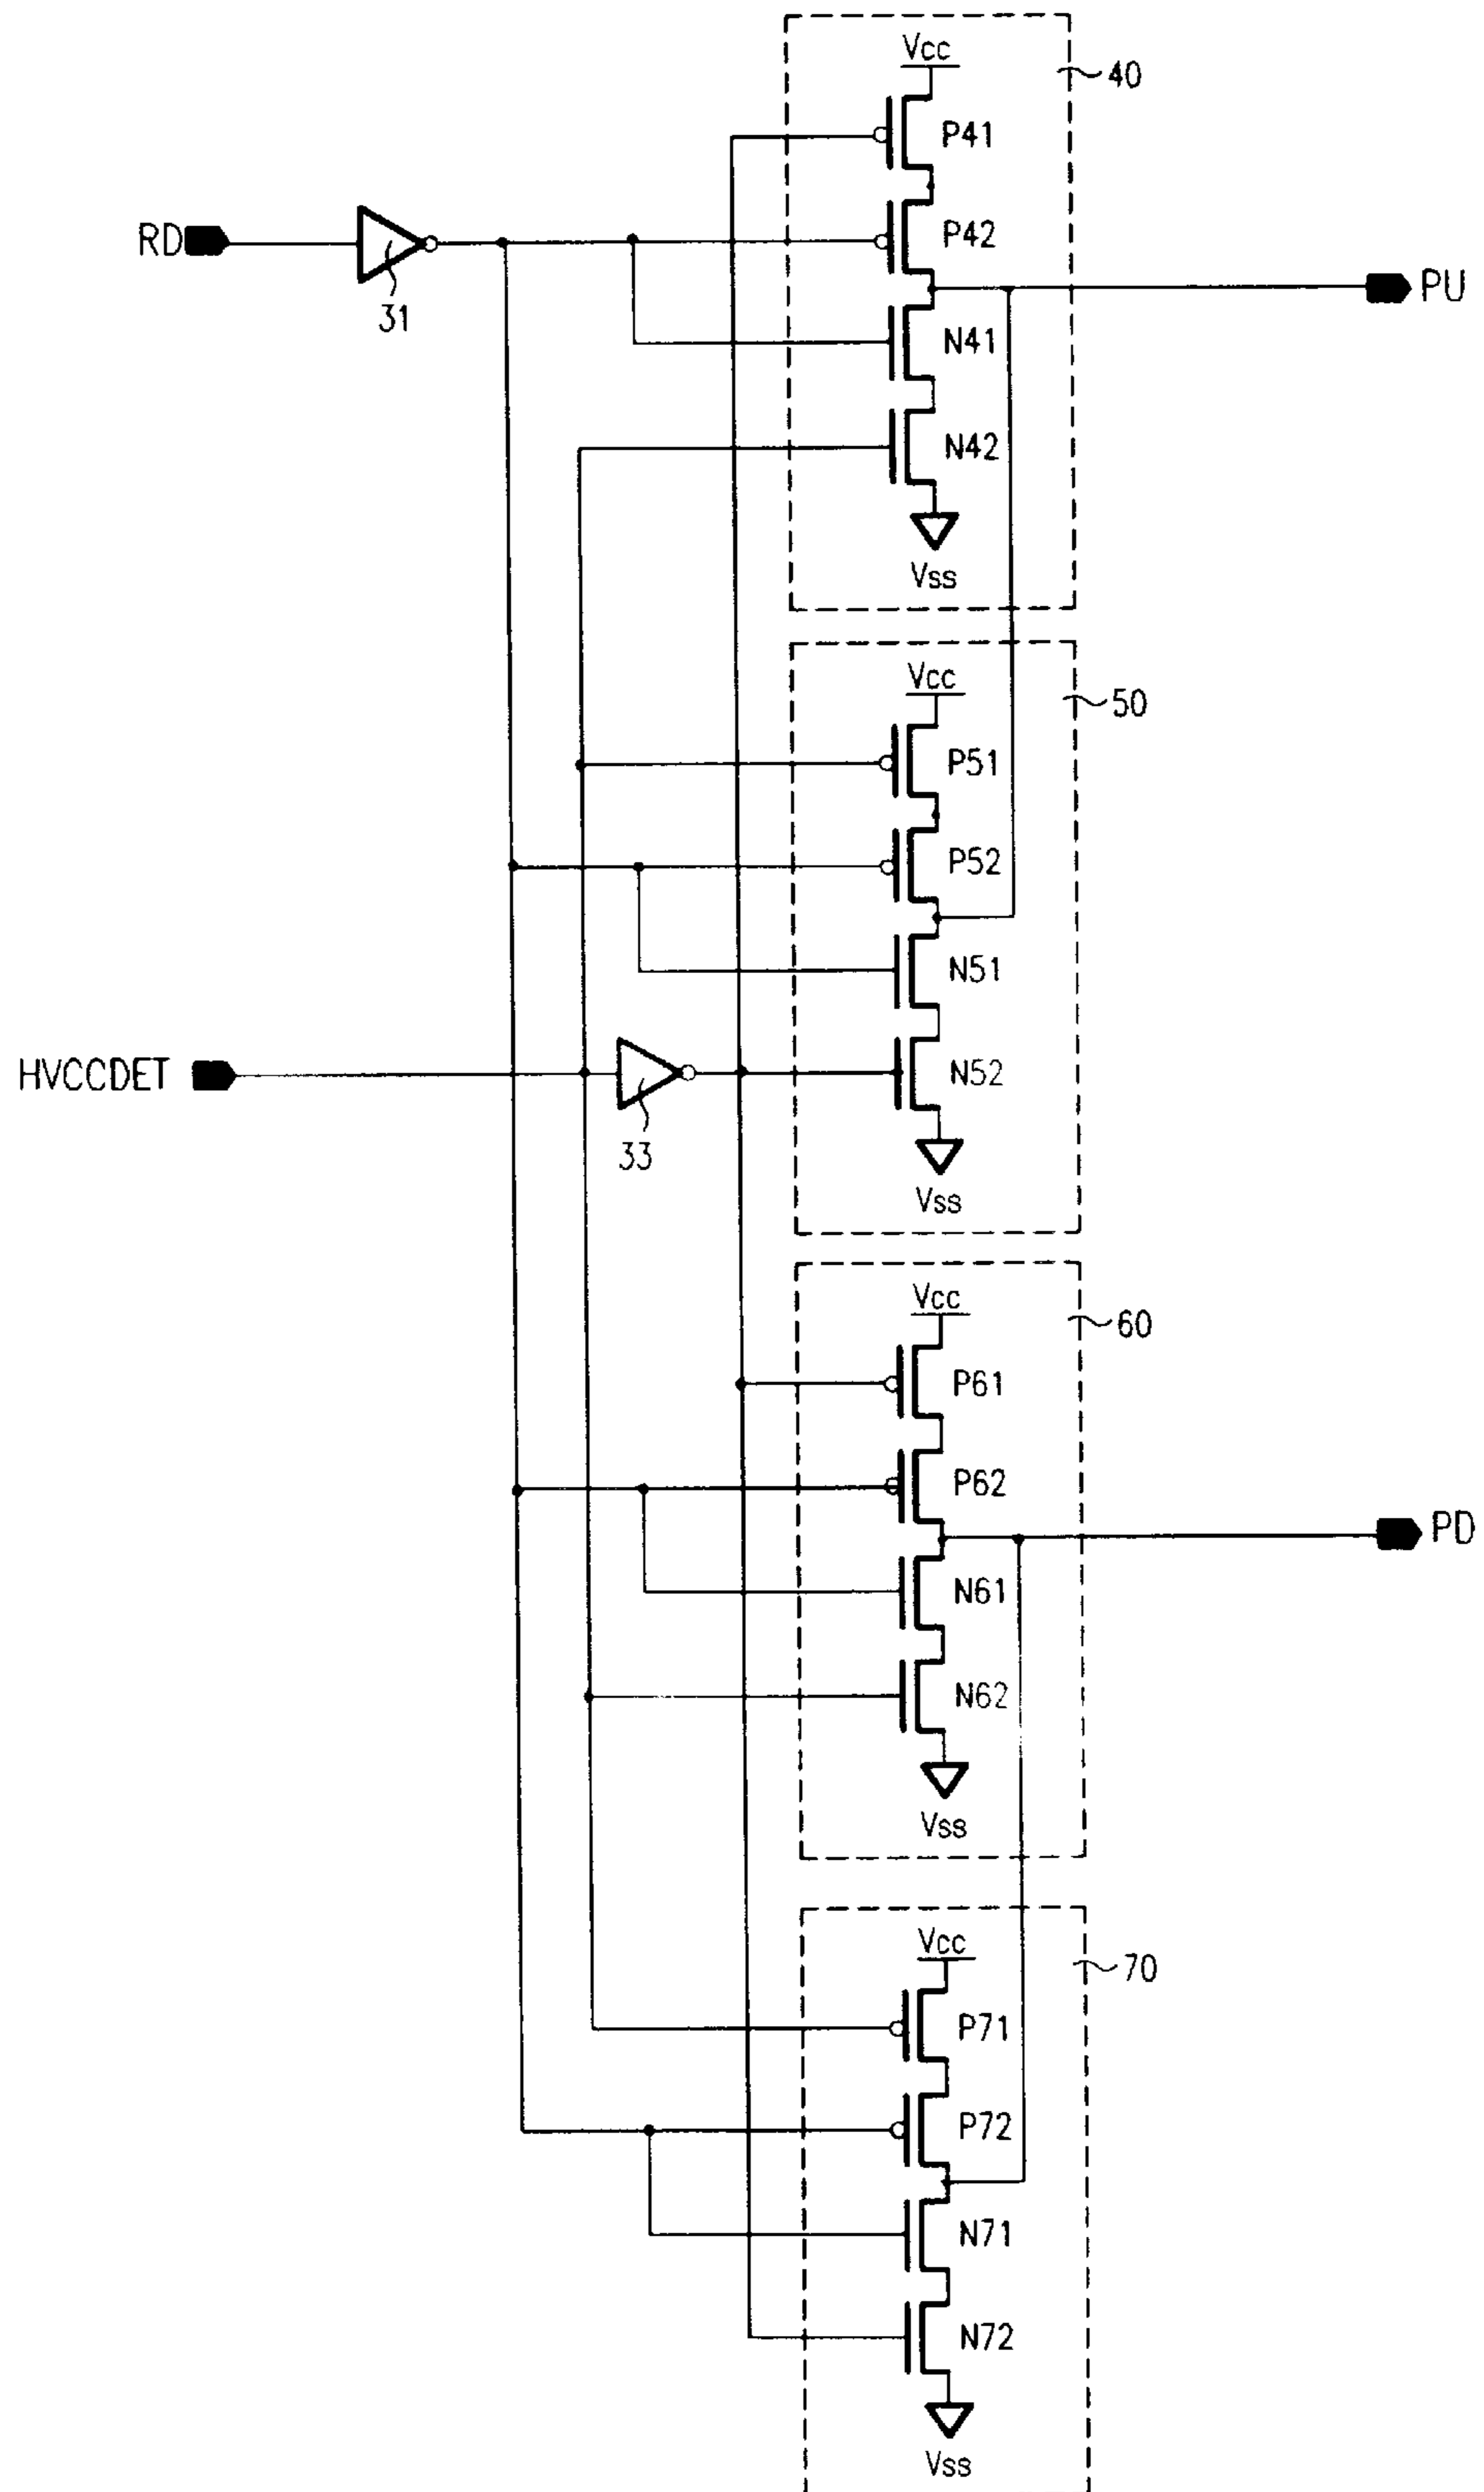 Vcc
40
P41
RD
P42
31
PU
N41
N42
Vss
Vcc
50
P51
P52
N51
HVCCDET
N52
33
Vss
Vcc
60
P61
P62
PD
N61
N62
Vss
Vcc
70
P71
P72
N71
N72
Vss